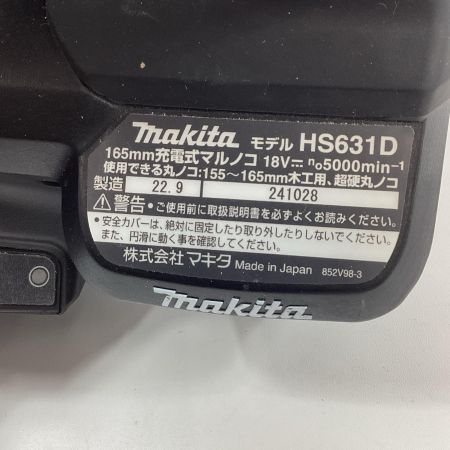 makita モデル HS631D
165mm充電式マルノコ 18V⎓ n₀5000min⁻¹
使用できる丸ノコ:155〜165mm木工用、超硬丸ノコ
製造 22.9 241028
⚠警告 •ご使用前に取扱説明書を必ずよくお読みください。
•安全カバーは、絶対に固定したり取り外したりしないでください。
また、円滑に動く事を確認してください。
株式会社マキタ Made in Japan 852V98-3
makita